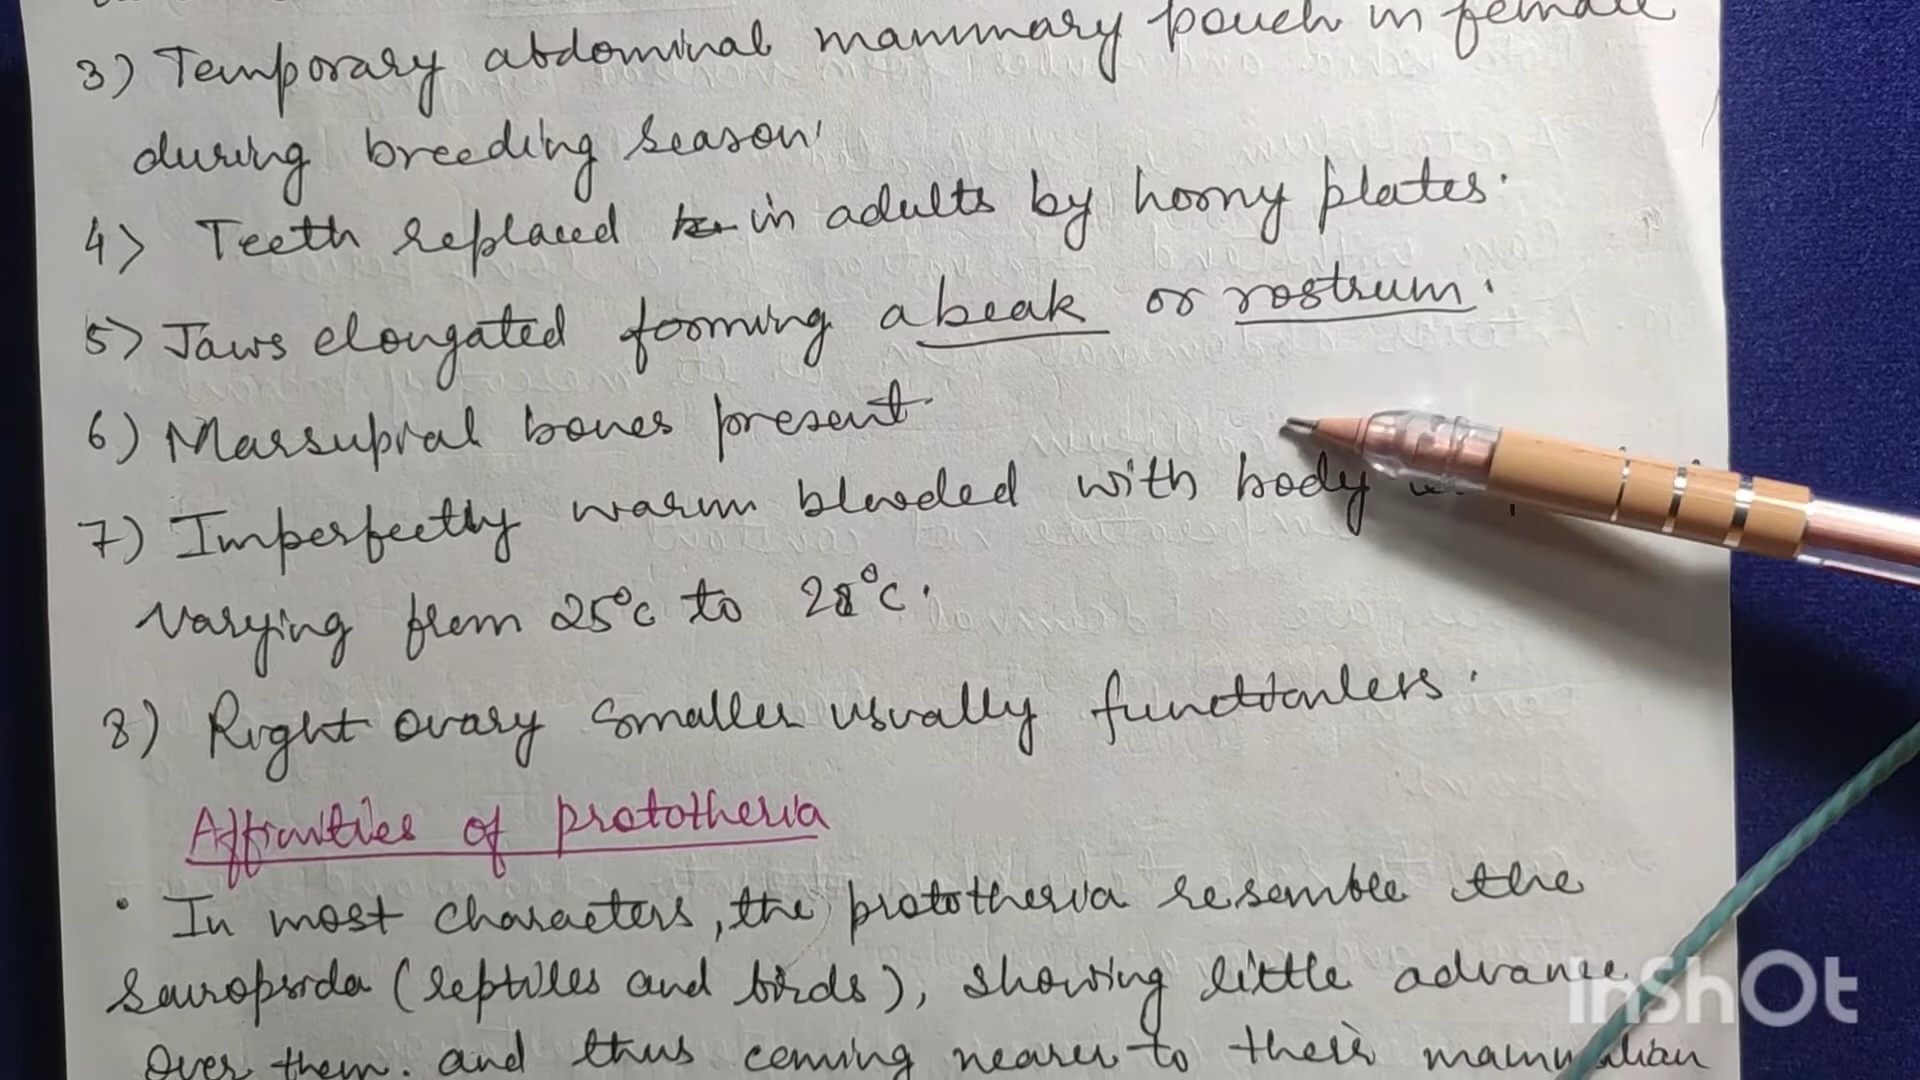 3) Temporary abdominal mammary pouch in female
during breeding season.
4) Teeth replaced in adults by horny plates.
5) Jaws elongated forming a beak or rostrum.
6) Marsupial bones present.
7) Imperfectly warm blooded with body
varying from 25°C to 28°C.
8) Right ovary smaller usually functionless.
Affinities of prototheria
• In most characters, the prototheria resemble the
Sauropsida (reptiles and birds), showing little advance
over them. and thus coming nearer to their mammalian
InShOt